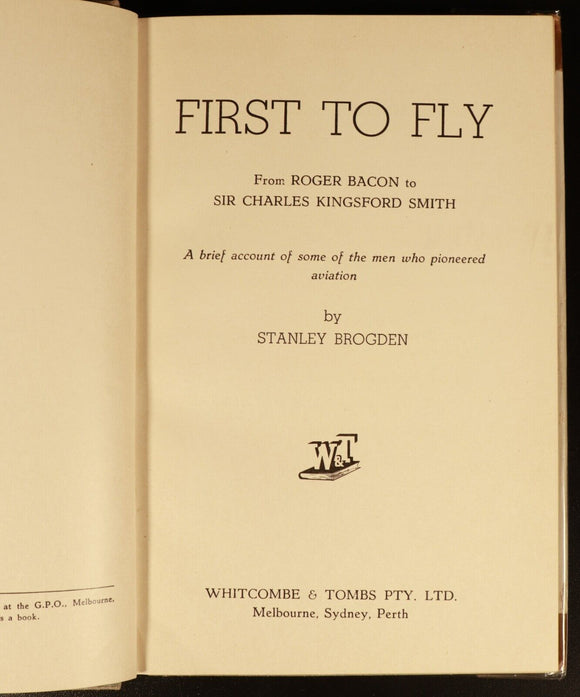 at the G.P.O., Melbourne,
s a book.
FIRST TO FLY
From ROGER BACON to
SIR CHARLES KINGSFORD SMITH
A brief account of some of the men who pioneered
aviation
by
STANLEY BROGDEN
W&T
WHITCOMBE & TOMBS PTY. LTD.
Melbourne, Sydney, Perth